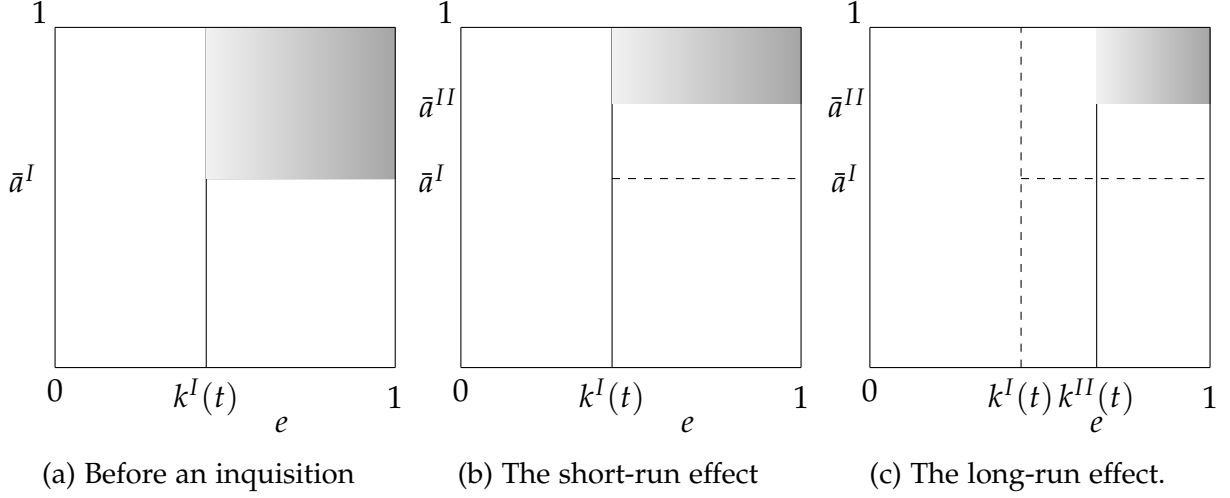 1
ā^I
0
k^I(t)
1
e
(a) Before an inquisition
1
ā^II
ā^I
0
k^I(t)
1
e
(b) The short-run effect
1
ā^II
ā^I
0
k^I(t) k^II(t)
1
e
(c) The long-run effect.